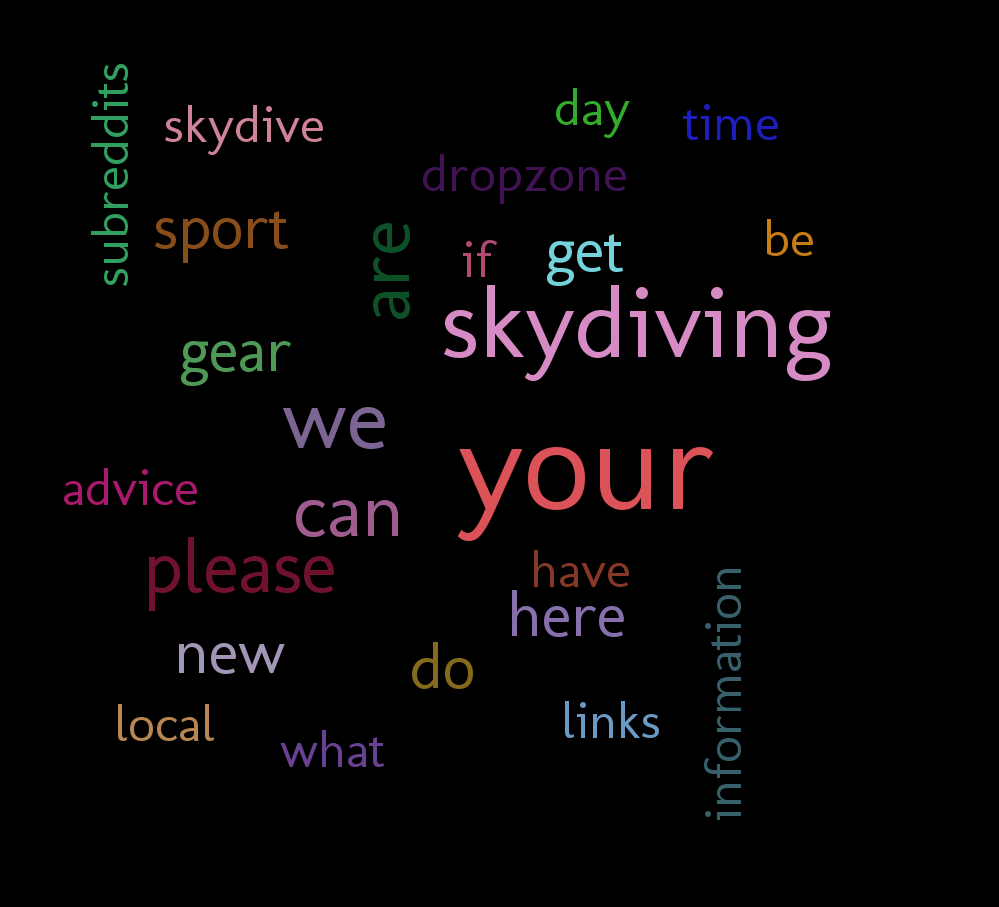 subreddits
skydive
day
time
dropzone
sport
are
if
get
be
skydiving
gear
we
your
advice
can
please
have
here
new
do
information
local
what
links